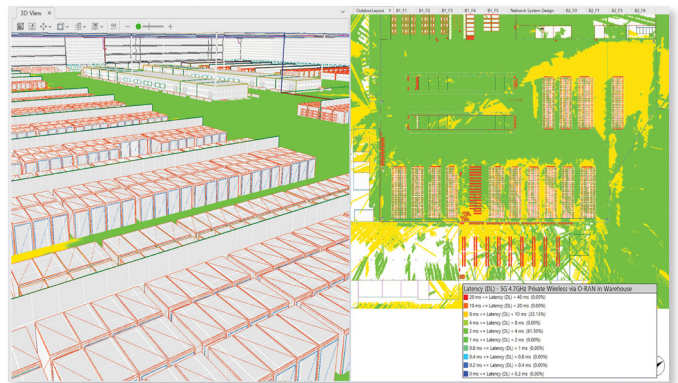 3D View
OutdoorLayout
B1_F1
B1_F2
B1_F3
B1_F4
B1_F5
Network System Design
B2_F0
B2_F1
B2_F3
B2_F4
Latency (DL) - 5G 4.7GHz Private Wireless via O-RAN in Warehouse
20 ms <= Latency (DL) < 40 ms (0.00%)
10 ms <= Latency (DL) < 20 ms (0.00%)
8 ms <= Latency (DL) < 10 ms (22.13%)
4 ms <= Latency (DL) < 8 ms (0.00%)
2 ms <= Latency (DL) < 4 ms (61.50%)
1 ms <= Latency (DL) < 2 ms (0.00%)
0.8 ms <= Latency (DL) < 1 ms (0.00%)
0.4 ms <= Latency (DL) < 0.8 ms (0.00%)
0.2 ms <= Latency (DL) < 0.4 ms (0.00%)
0 ms <= Latency (DL) < 0.2 ms (0.00%)